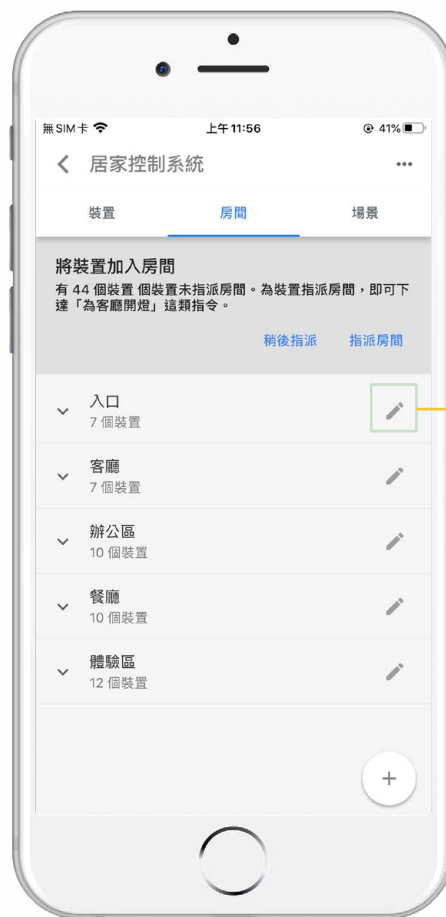 無 SIM 卡 上午 11:56 41%
居家控制系統
裝置 房間 場景
將裝置加入房間
有 44 個裝置 個裝置未指派房間。為裝置指派房間，即可下
達「為客廳開燈」這類指令。
稍後指派 指派房間
入口
7 個裝置
客廳
7 個裝置
辦公區
10 個裝置
餐廳
10 個裝置
體驗區
12 個裝置